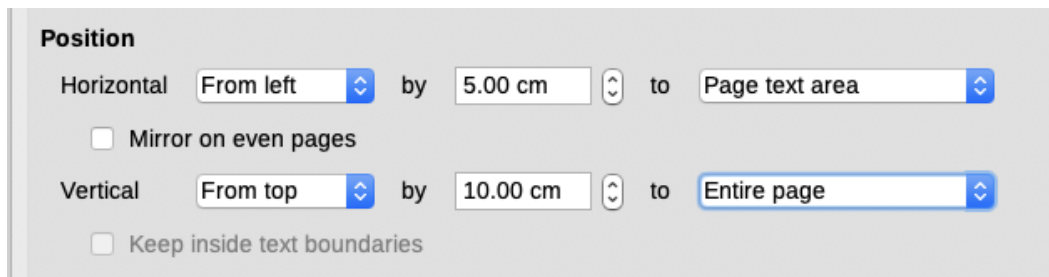 Position
Horizontal From left by 5.00 cm to Page text area
Mirror on even pages
Vertical From top by 10.00 cm to Entire page
Keep inside text boundaries